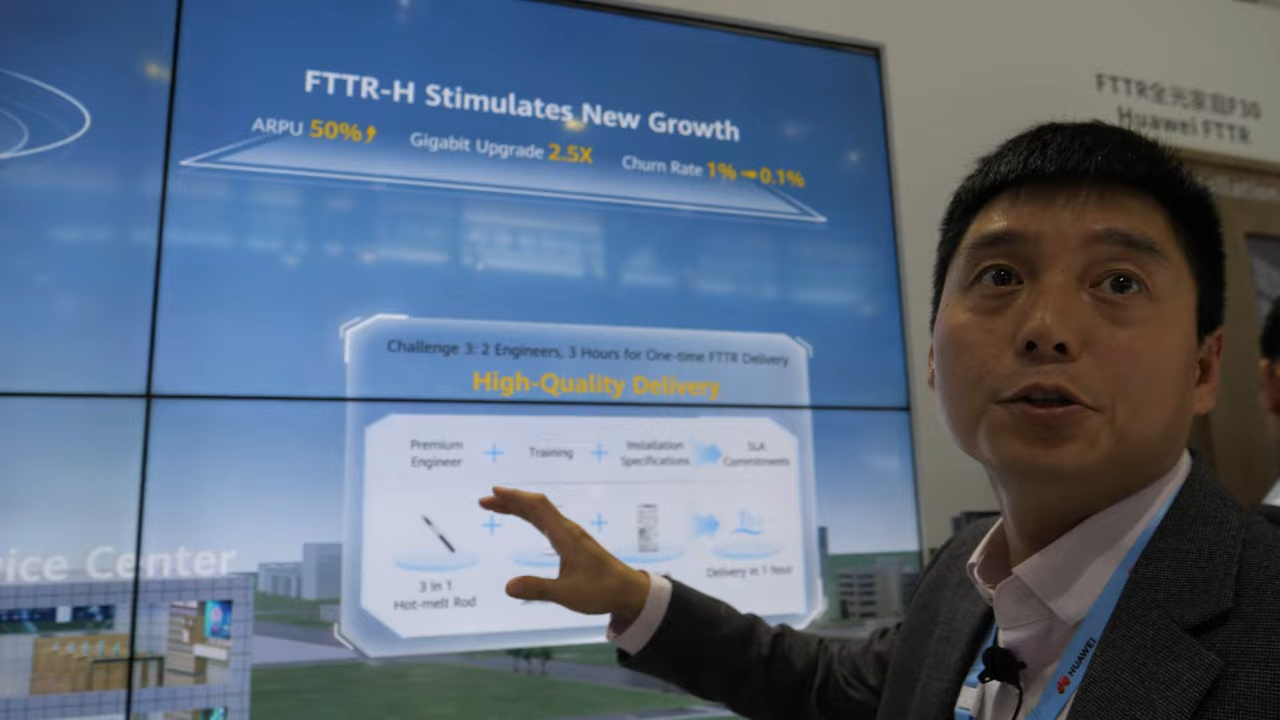 FTTR-H Stimulates New Growth
ARPU 50%
Gigabit Upgrade 2.5X
Churn Rate 1% → 0.1%
FTTR全光家庭F30
Huawei FTTR
Challenge 3: 2 Engineers, 3 Hours for One-time FTTR Delivery
High-Quality Delivery
Premium
Engineer
+
Training
+
Installation
Specifications
SLA
Commitments
+
+
3 in 1
Hot-melt Rod
Delivery in 1 hour
ice Center
HUAWEI